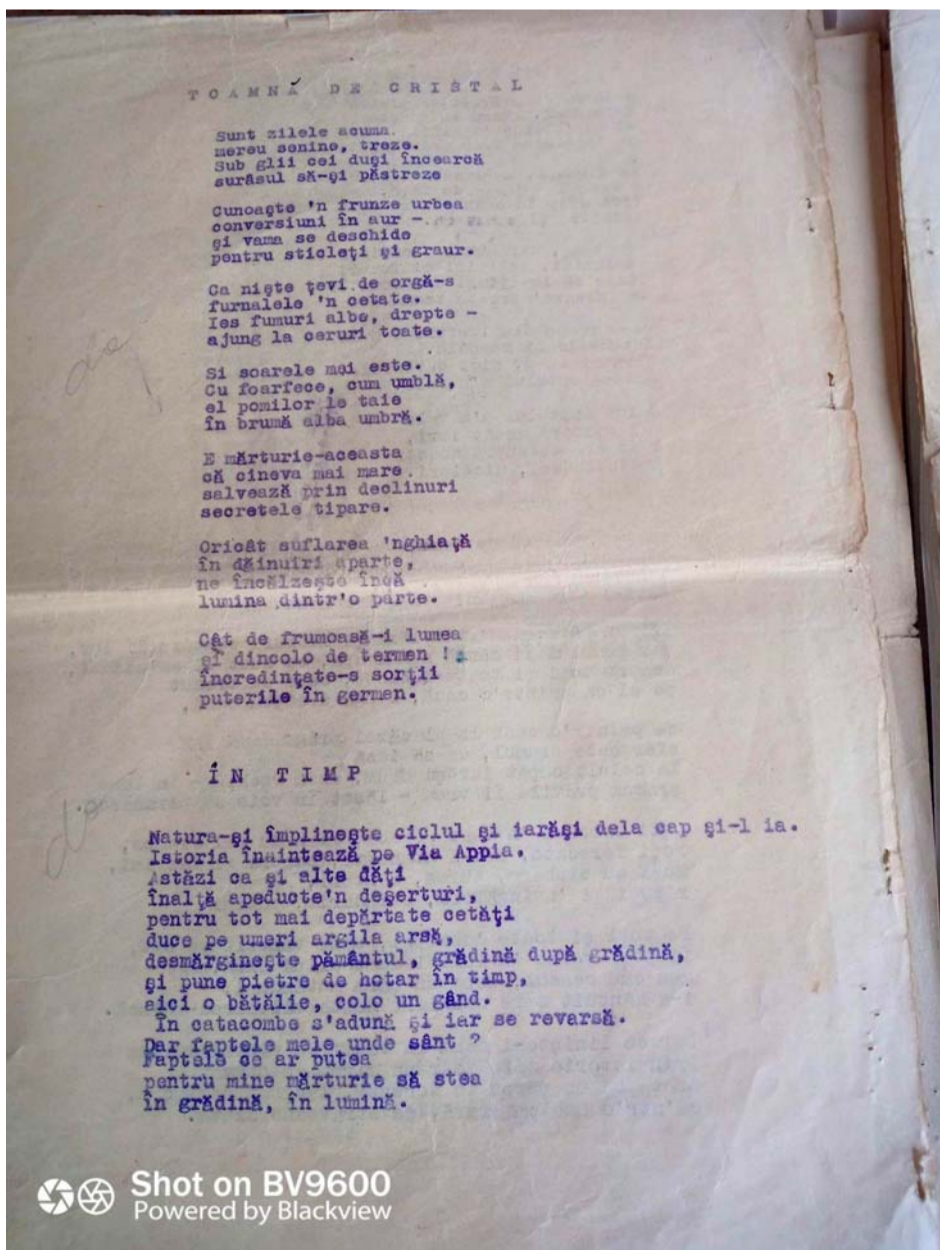 TOAMNĂ DE CRISTAL
Sunt zilele acuma
mereu senine, treze.
Sub glii cei duşi încearcă
surâsul să-şi păstreze
Cunoaşte 'n frunze urbea
conversiuni în aur -
şi vama se deschide
pentru sticleţi şi graur.
Ca nişte ţevi de orgă-s
furnalele 'n cetate.
Ies fumuri albe, drepte -
ajung la ceruri toate.
Si soarele mai este.
Cu foarfece, cum umblă,
el pomilor le taie
în brumă alba umbră.
E mărturie-aceasta
că cineva mai mare
salvează prin declinuri
secretele tipare.
Oricât suflarea 'nghiaţă
în dăinuiri aparte,
ne încălzeşte încă
lumina dintr'o parte.
Cât de frumoasă-i lumea
şi dincolo de termen !
Încredinţate-s sorţii
puterile în germen.
da
ÎN TIMP
Natura-şi împlineşte ciclul şi iarăşi dela cap şi-l ia.
Istoria înaintează pe Via Appia.
Astăzi ca şi alte dăţi
înalţă apeducte'n deşerturi,
pentru tot mai depărtate cetăţi
duce pe umeri argila arsă,
desmărgineşte pământul, grădină după grădină,
şi pune pietre de hotar în timp,
aici o bătălie, colo un gând.
În catacombe s'adună şi iar se revarsă.
Dar faptele mele unde sânt ?
Faptele ce ar putea
pentru mine mărturie să stea
în grădină, în lumină.
da
Shot on BV9600
Powered by Blackview